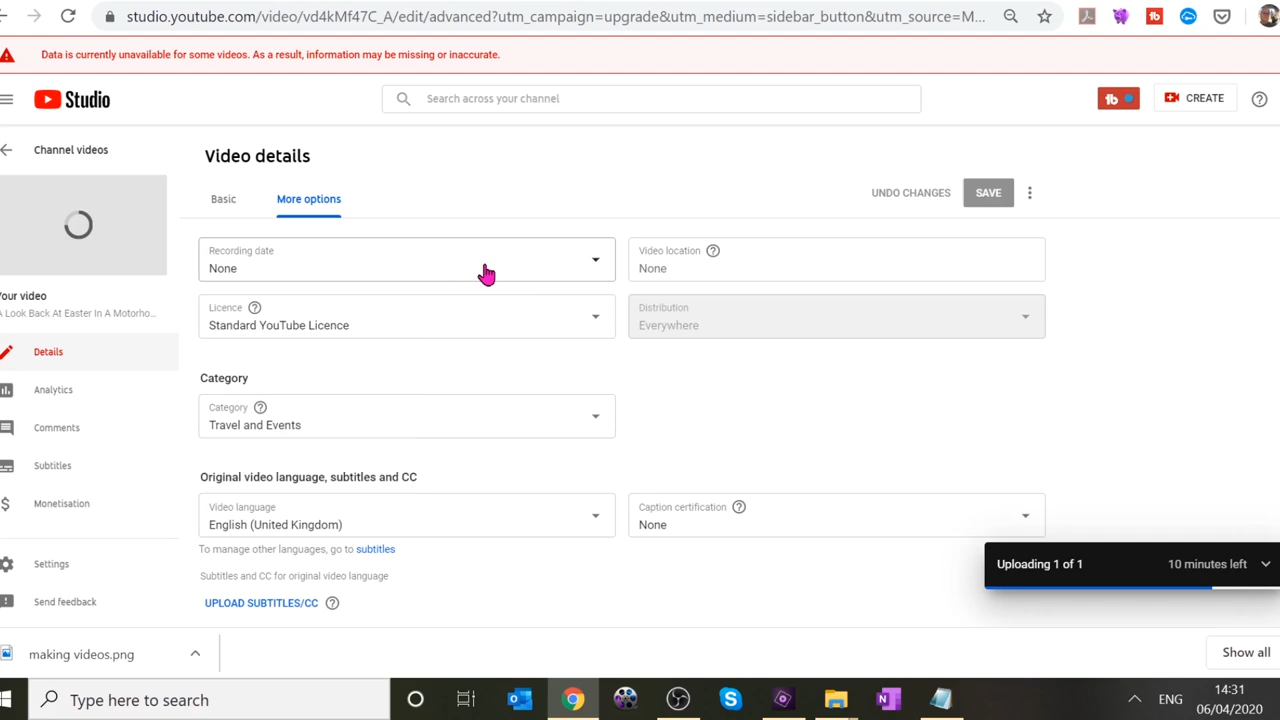 studio.youtube.com/video/vd4kMf47C_A/edit/advanced?utm_campaign=upgrade&utm_medium=sidebar_button&utm_source=M...
Data is currently unavailable for some videos. As a result, information may be missing or inaccurate.
Studio
Search across your channel
tb
CREATE
Channel videos
Video details
Basic
More options
UNDO CHANGES
SAVE
Recording date
None
Video location
None
Licence
Standard YouTube Licence
Distribution
Everywhere
Your video
A Look Back At Easter In A Motorho...
Details
Analytics
Comments
Subtitles
Monetisation
Settings
Send feedback
Category
Category
Travel and Events
Original video language, subtitles and CC
Video language
English (United Kingdom)
Caption certification
None
To manage other languages, go to subtitles
Subtitles and CC for original video language
UPLOAD SUBTITLES/CC
Uploading 1 of 1
10 minutes left
making videos.png
Show all
Type here to search
ENG
14:31
06/04/2020